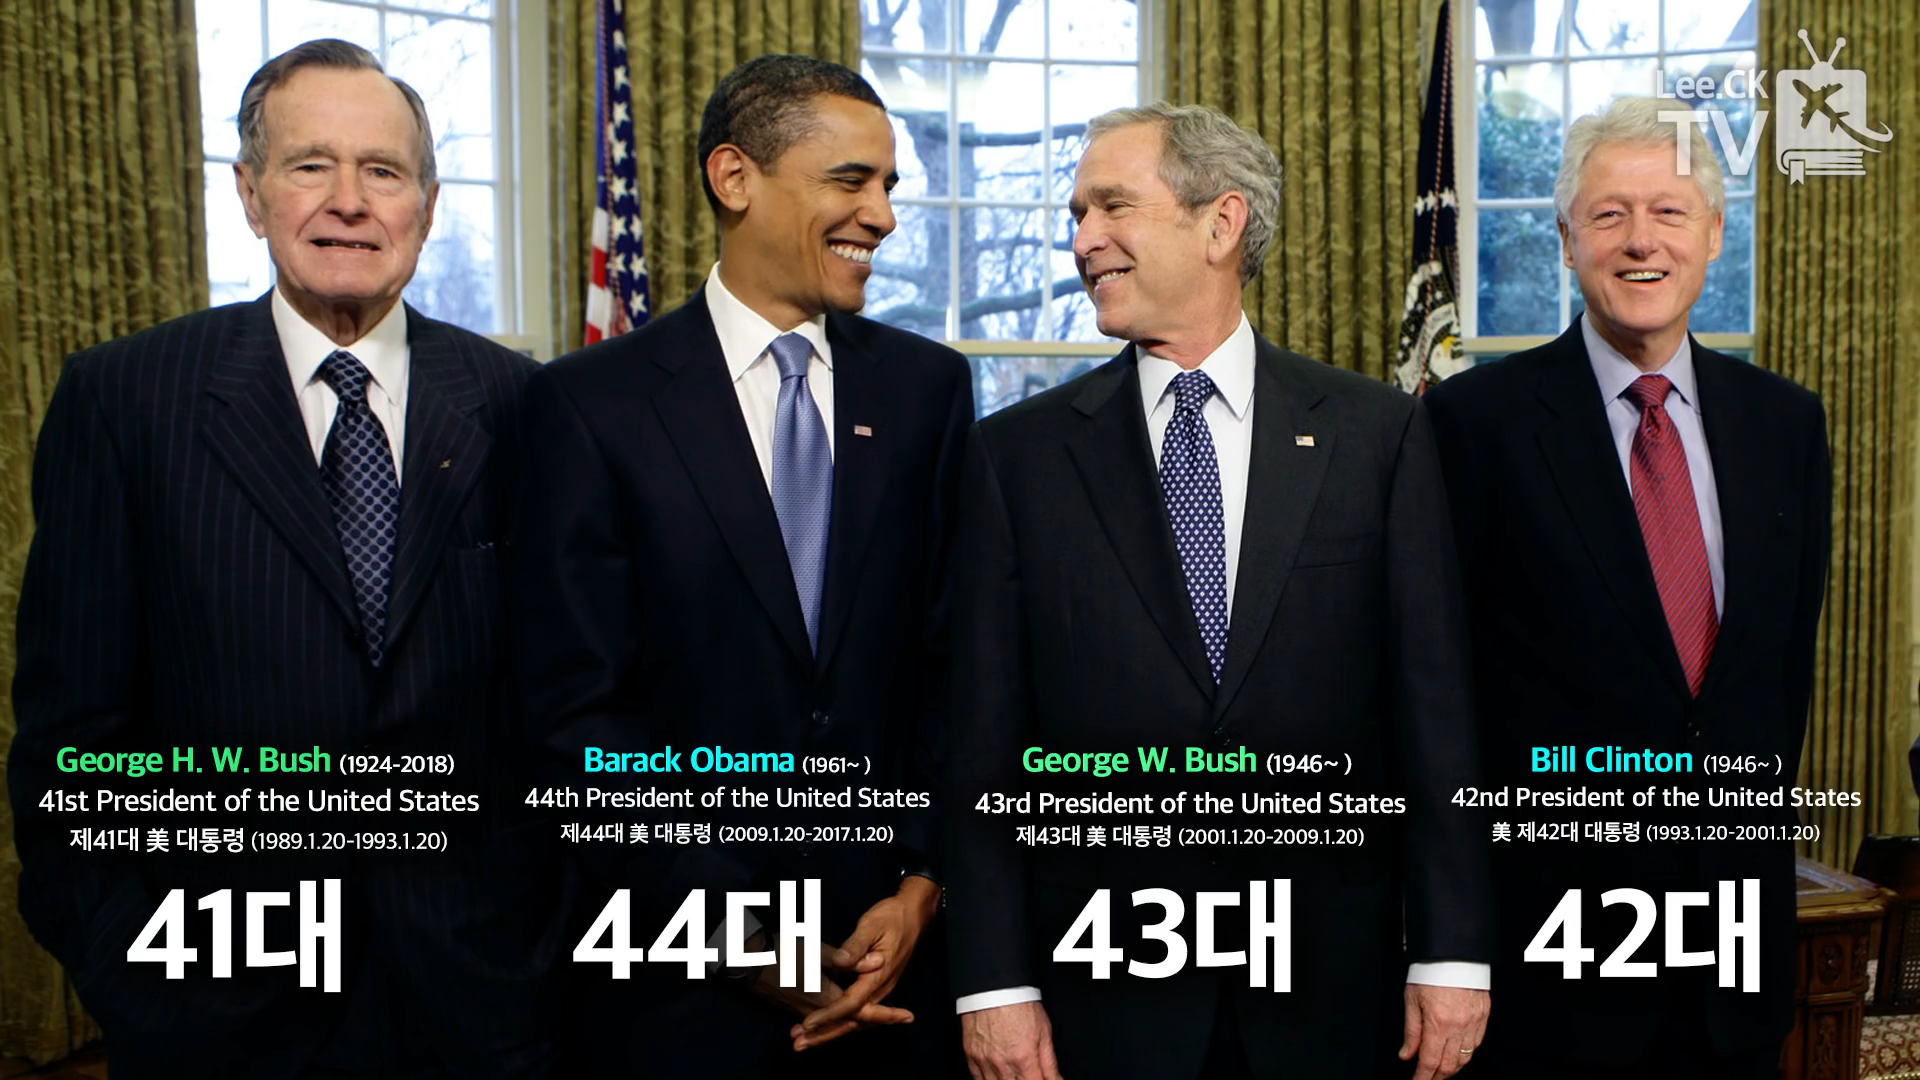 Lee.CK
TV
George H. W. Bush (1924-2018)
41st President of the United States
제41대 美 대통령 (1989.1.20-1993.1.20)
41대
Barack Obama (1961~ )
44th President of the United States
제44대 美 대통령 (2009.1.20-2017.1.20)
44대
George W. Bush (1946~ )
43rd President of the United States
제43대 美 대통령 (2001.1.20-2009.1.20)
43대
Bill Clinton (1946~ )
42nd President of the United States
美 제42대 대통령 (1993.1.20-2001.1.20)
42대